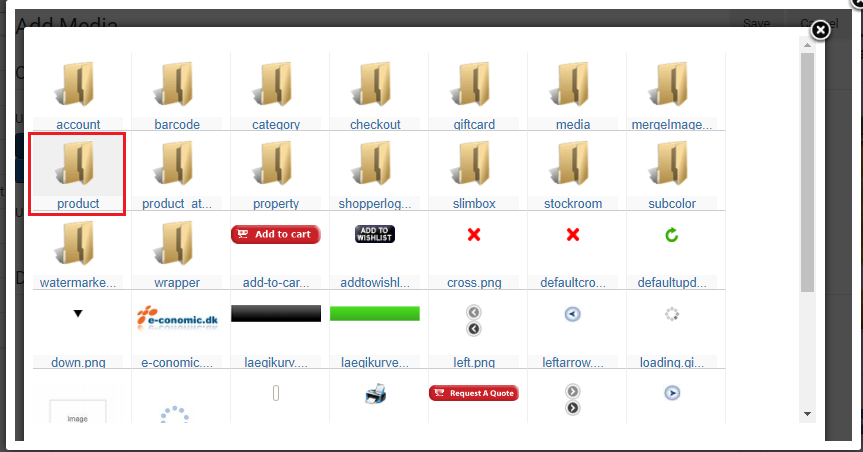 Add Media
Save
account
barcode
category
checkout
giftcard
media
mergeImage...
product
product_at...
property
shopperlog...
slimbox
stockroom
subcolor
Add to cart
ADD TO
WISHLIST
watermarke...
wrapper
add-to-car...
addtowishl...
cross.png
defaultcro...
defaultupd...
e-conomic.dk
down.png
e-conomic....
laegikurv....
laegikurve...
left.png
leftarrow....
loading.gi...
Image
Request A Quote